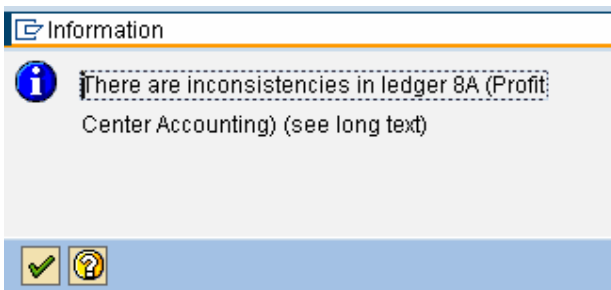 Information
There are inconsistencies in ledger 8A (Profit
Center Accounting) (see long text)